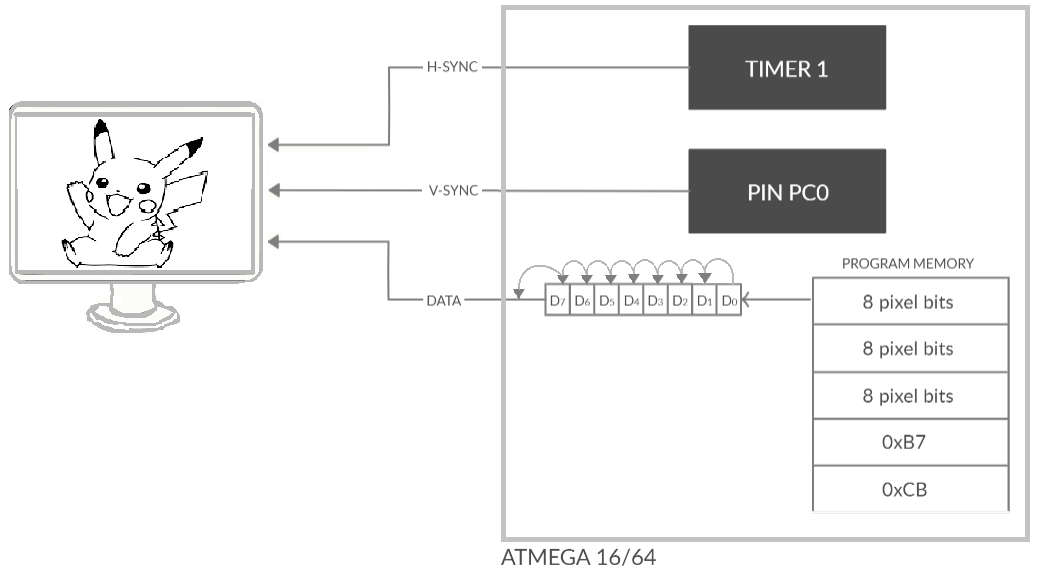 H-SYNC
TIMER 1
V-SYNC
PIN PC0
DATA
D7 D6 D5 D4 D3 D2 D1 D0
PROGRAM MEMORY
8 pixel bits
8 pixel bits
8 pixel bits
0xB7
0xCB
ATMEGA 16/64